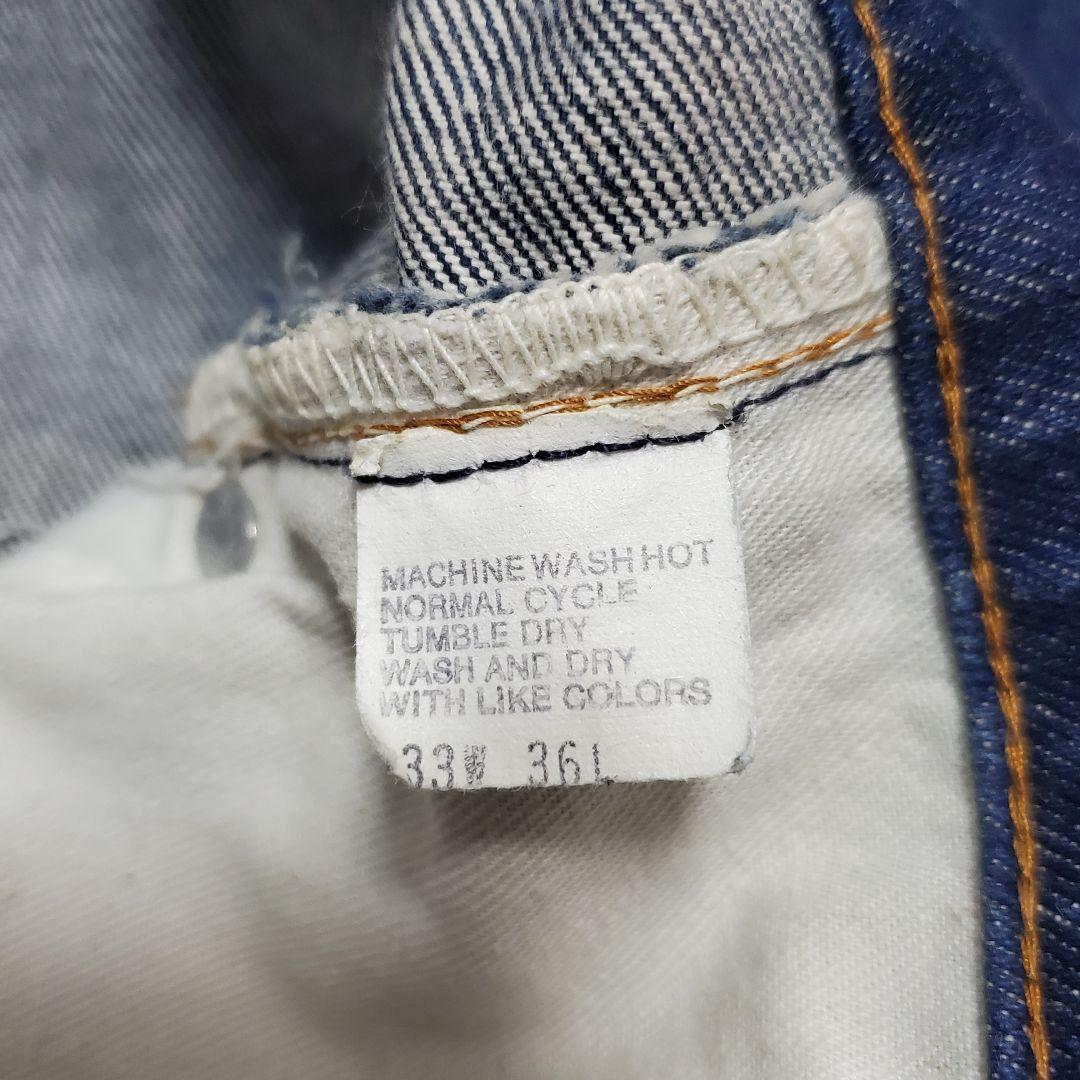 MACHINE WASH HOT
NORMAL CYCLE
TUMBLE DRY
WASH AND DRY
WITH LIKE COLORS
33W 36L